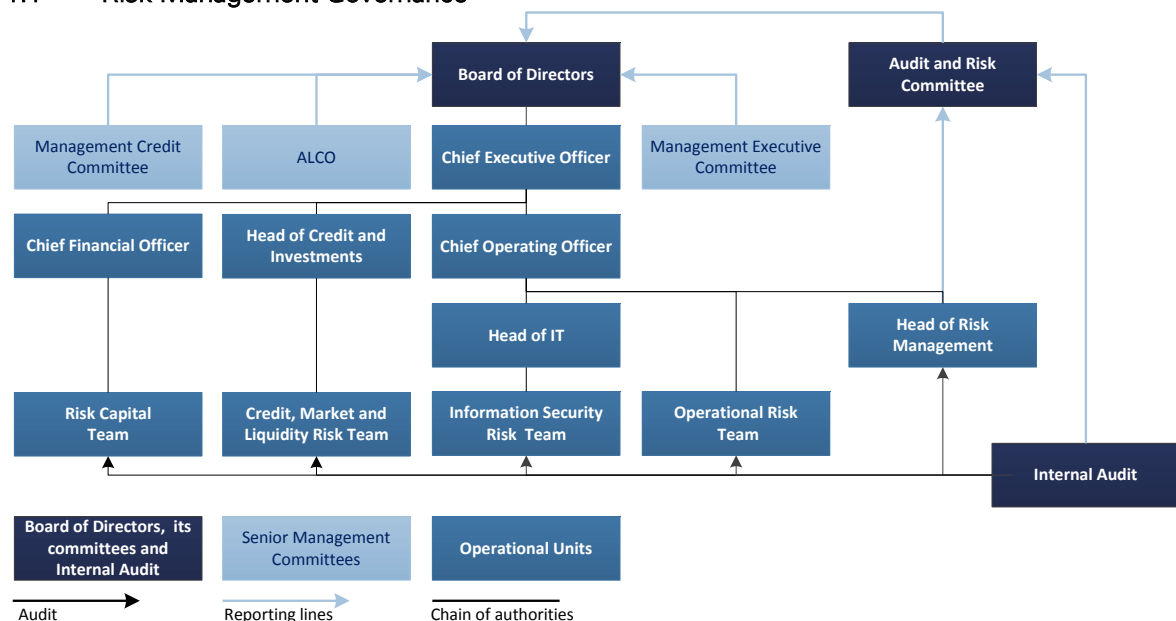 Risk Management Governance
Board of Directors
Audit and Risk
Committee
Management Credit
Committee
ALCO
Chief Executive Officer
Management Executive
Committee
Chief Financial Officer
Head of Credit and
Investments
Chief Operating Officer
Head of IT
Head of Risk
Management
Risk Capital
Team
Credit, Market and
Liquidity Risk Team
Information Security
Risk Team
Operational Risk
Team
Internal Audit
Board of Directors, its
committees and
Internal Audit
Senior Management
Committees
Operational Units
Audit
Reporting lines
Chain of authorities